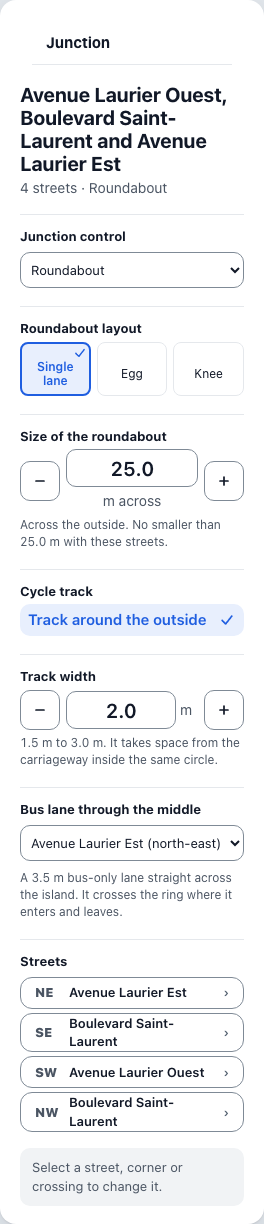 Junction
Avenue Laurier Ouest,
Boulevard Saint-
Laurent and Avenue
Laurier Est
4 streets · Roundabout
Junction control
Roundabout
Roundabout layout
Single
lane
Egg
Knee
Size of the roundabout
− 25.0 +
m across
Across the outside. No smaller than
25.0 m with these streets.
Cycle track
Track around the outside
Track width
− 2.0 m +
1.5 m to 3.0 m. It takes space from the
carriageway inside the same circle.
Bus lane through the middle
Avenue Laurier Est (north-east)
A 3.5 m bus-only lane straight across
the island. It crosses the ring where it
enters and leaves.
Streets
NE Avenue Laurier Est ›
SE Boulevard Saint-
Laurent ›
SW Avenue Laurier Ouest ›
NW Boulevard Saint-
Laurent ›
Select a street, corner or
crossing to change it.